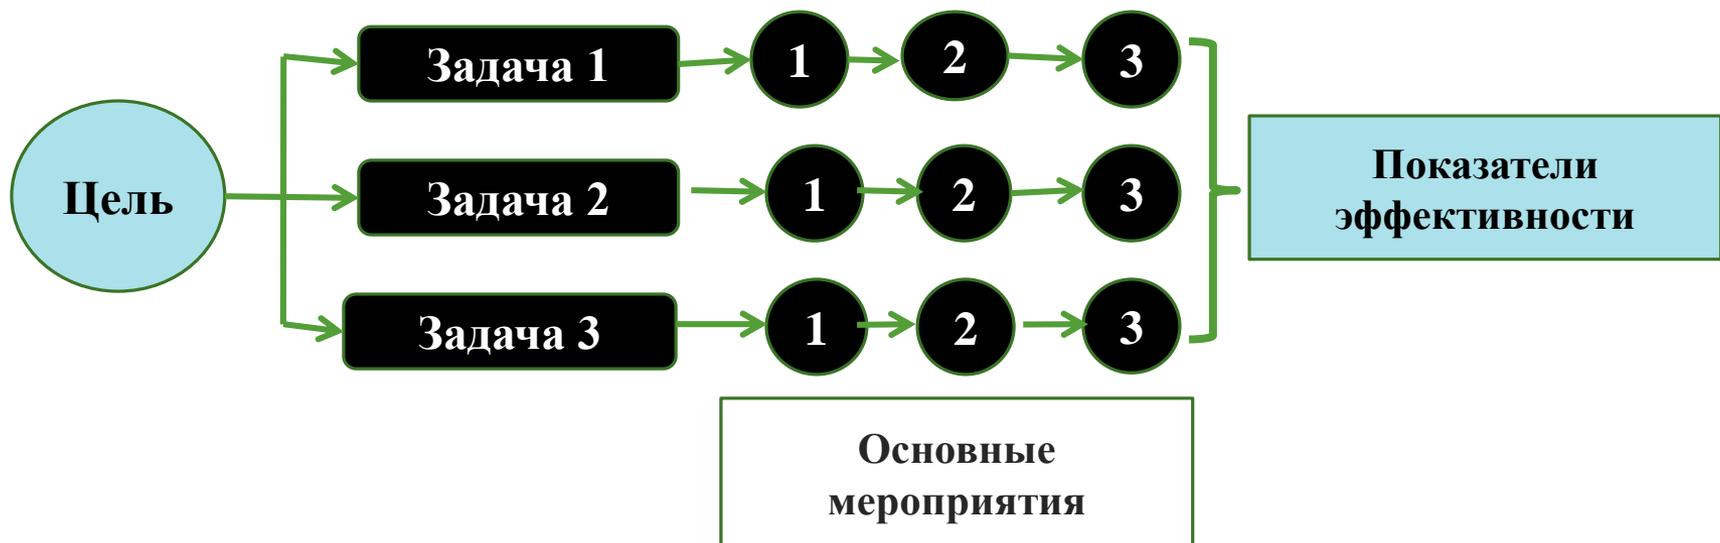 Цель
Задача 1
1
2
3
Задача 2
1
2
3
Задача 3
1
2
3
Показатели
эффективности
Основные
мероприятия